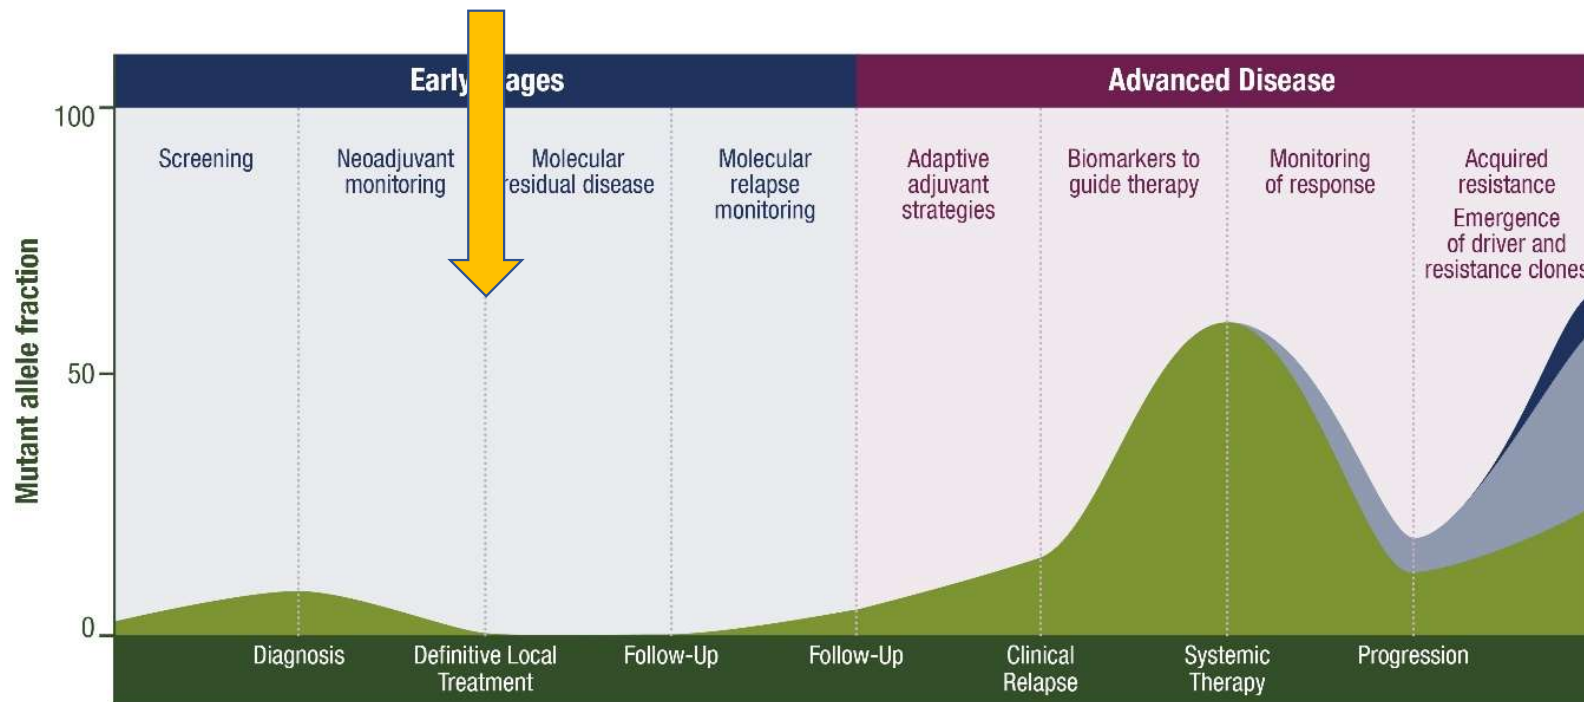 Early ages
Advanced Disease
100
50
0
Mutant allele fraction
Screening
Neoadjuvant
monitoring
Molecular
residual disease
Molecular
relapse
monitoring
Adaptive
adjuvant
strategies
Biomarkers to
guide therapy
Monitoring
of response
Acquired
resistance
Emergence
of driver and
resistance clones
Diagnosis
Definitive Local
Treatment
Follow-Up
Follow-Up
Clinical
Relapse
Systemic
Therapy
Progression